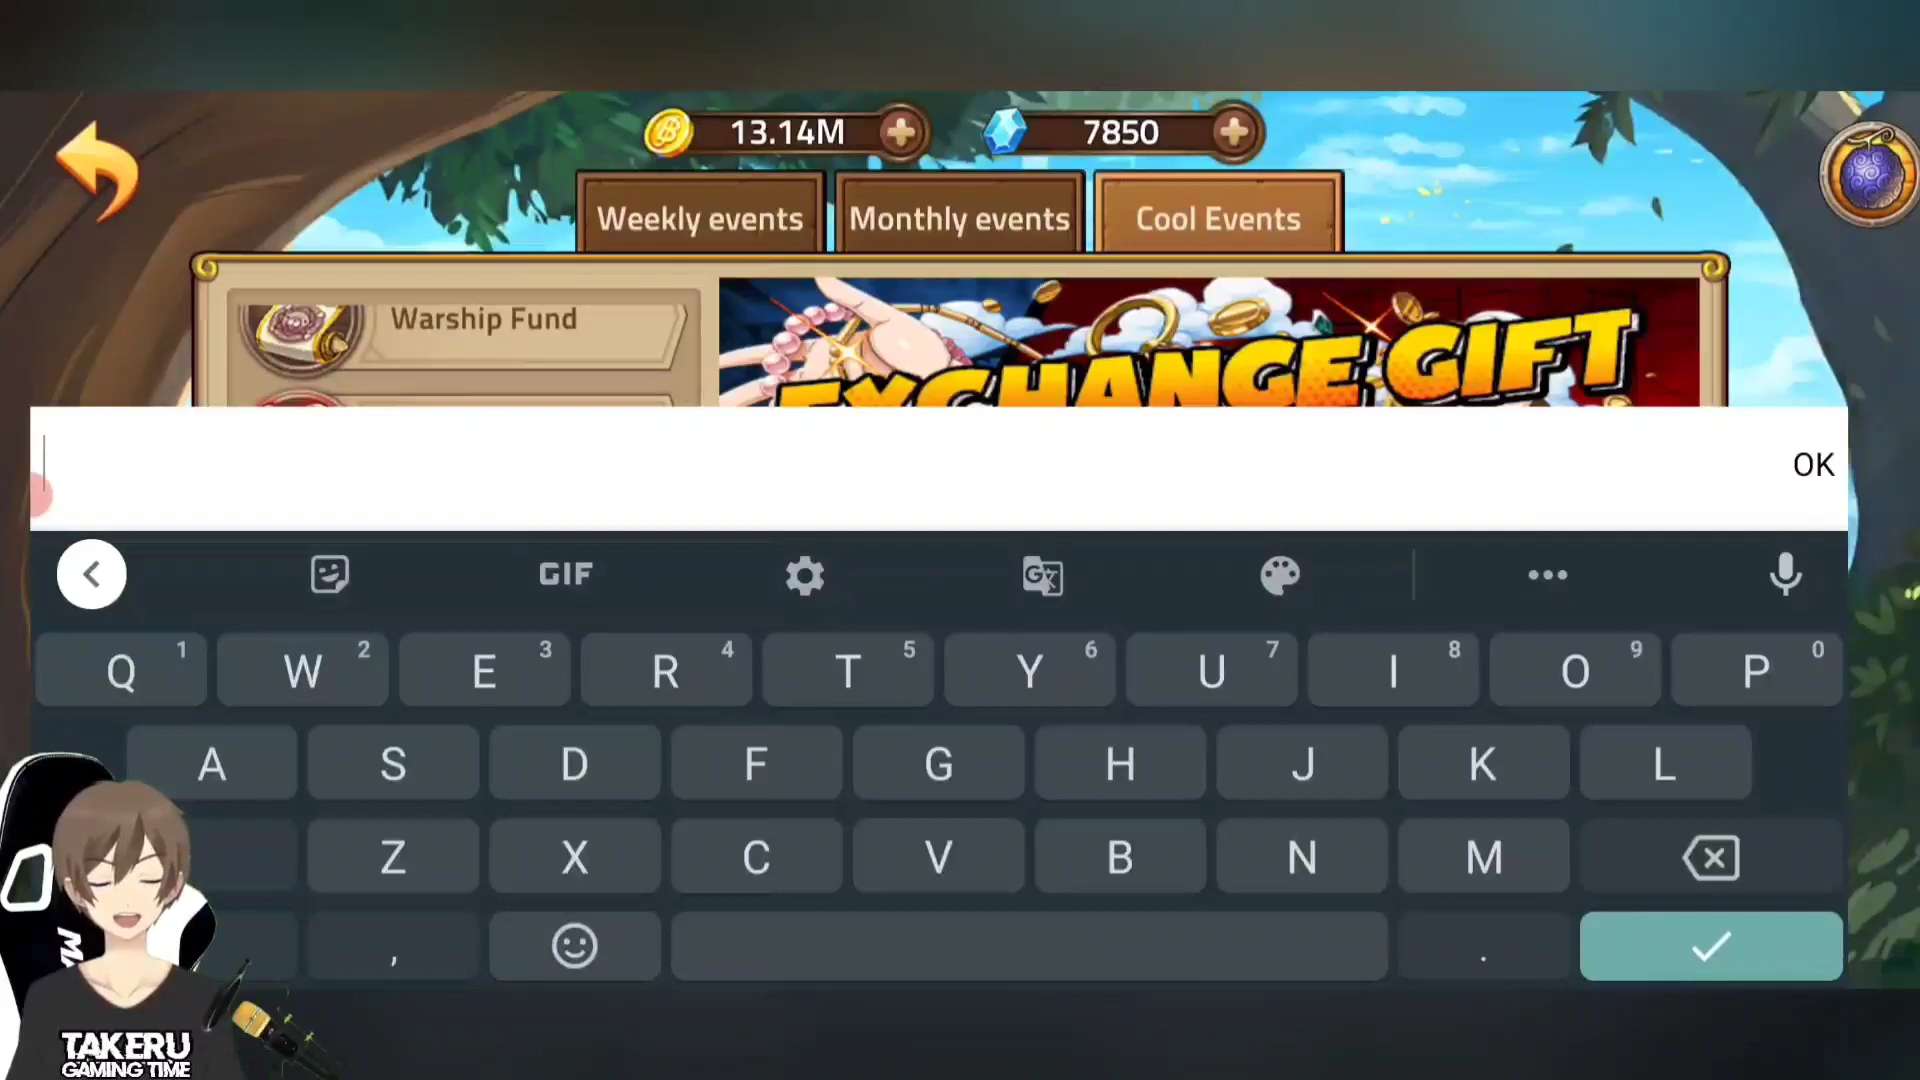 13.14M
7850
Weekly events
Monthly events
Cool Events
Warship Fund
EXCHANGE GIFT
OK
GIF
Q 1 W 2 E 3 R 4 T 5 Y 6 U 7 I 8 O 9 P 0
A S D F G H J K L
Z X C V B N M
, .
TAKERU
GAMING TIME